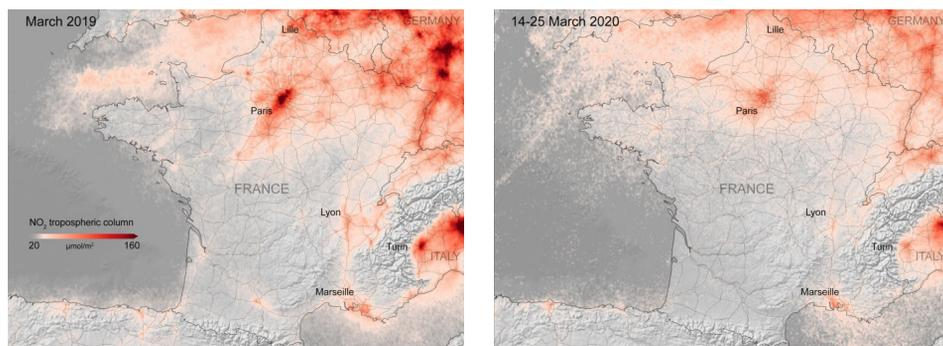 March 2019
GERMANY
Lille
Paris
FRANCE
Lyon
Turin
ITALY
Marseille
NO₂ tropospheric column
20 µmol/m² 160
14-25 March 2020
GERMANY
Lille
Paris
FRANCE
Lyon
Turin
ITALY
Marseille